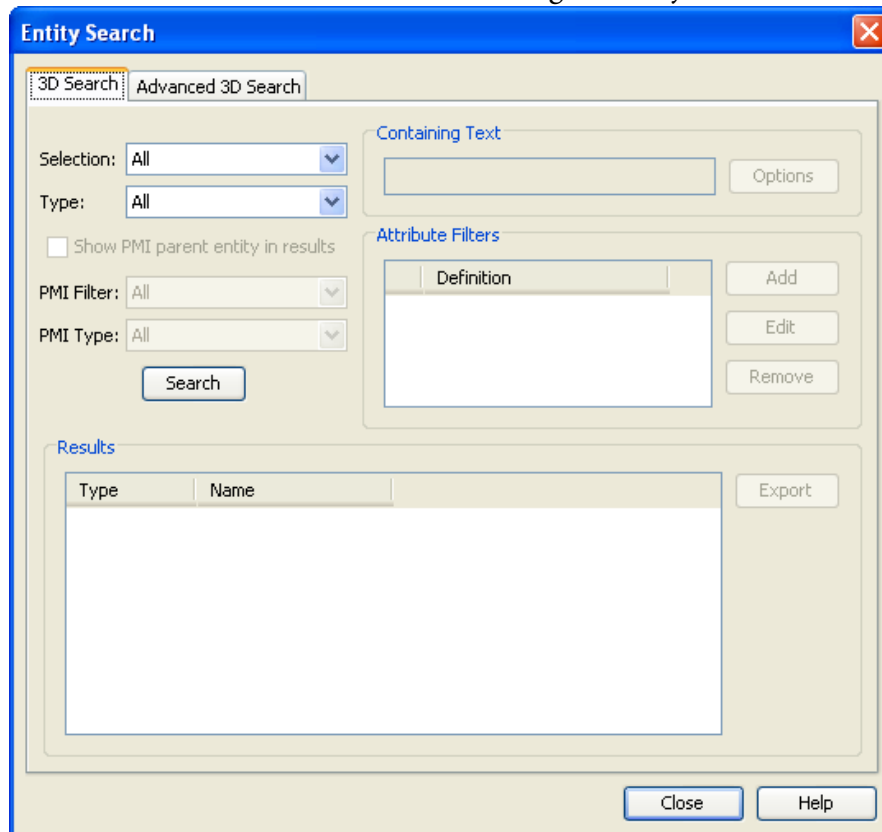 Entity Search
3D Search
Advanced 3D Search
Selection: All
Type: All
Show PMI parent entity in results
PMI Filter: All
PMI Type: All
Search
Containing Text
Options
Attribute Filters
Definition
Add
Edit
Remove
Results
Type Name
Export
Close
Help